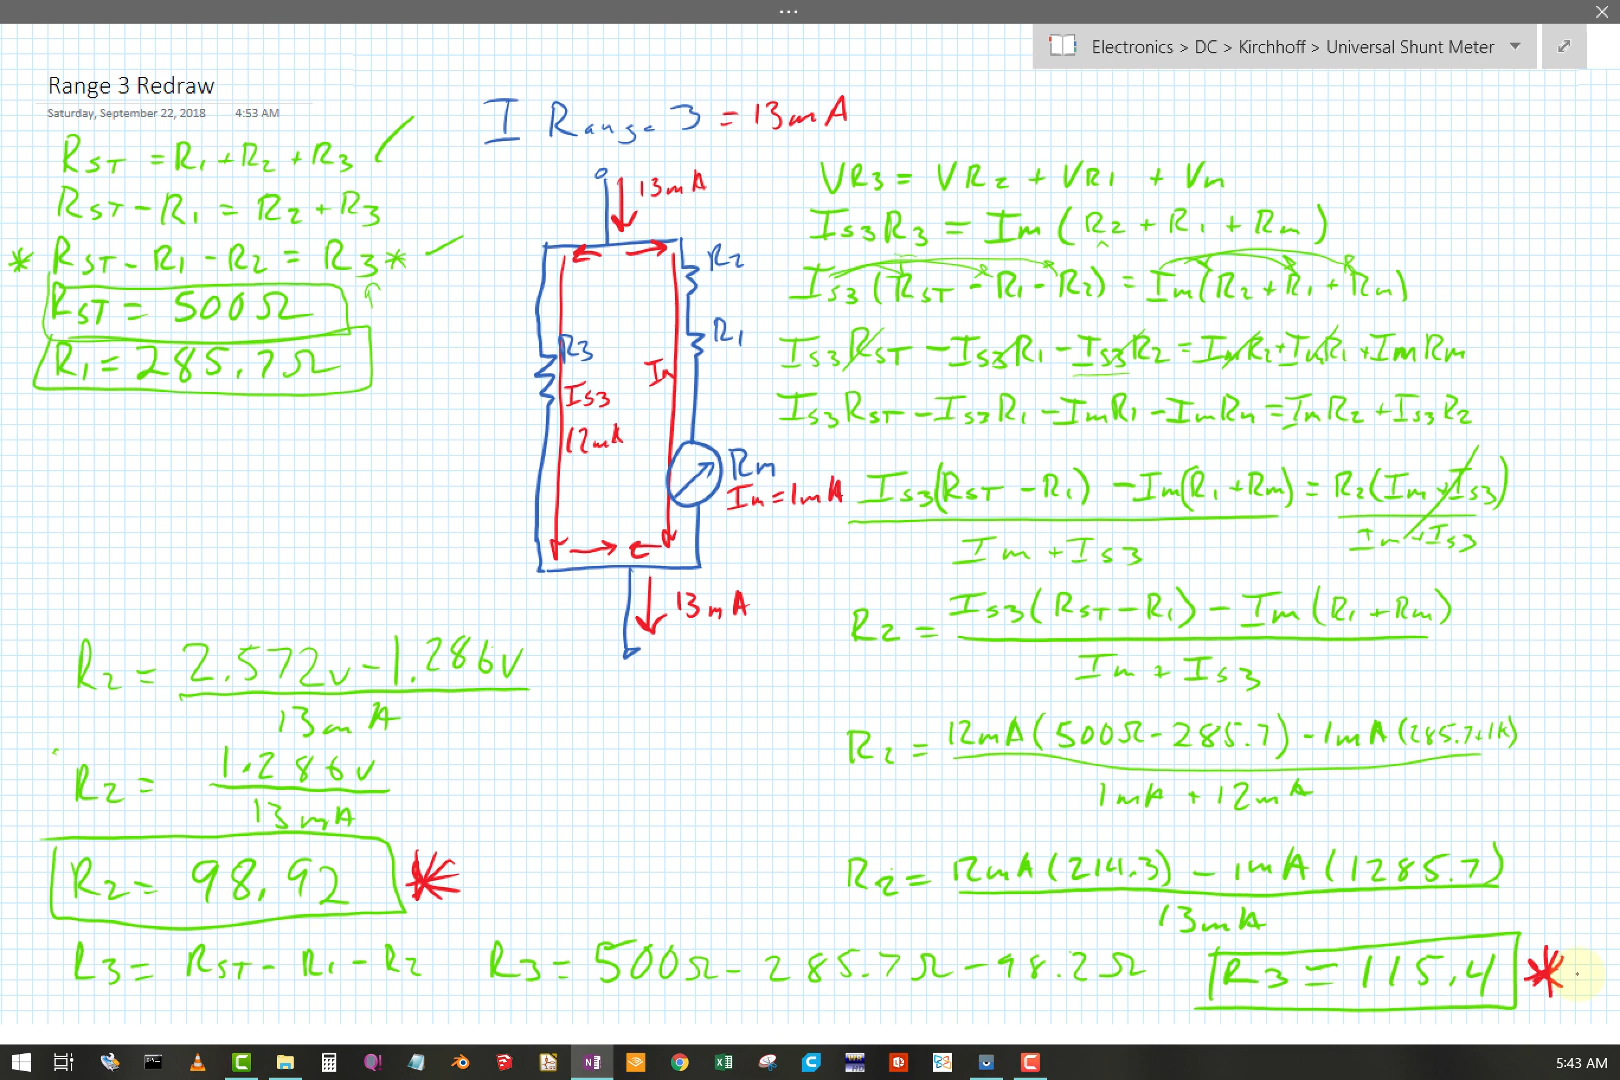 Electronics > DC > Kirchhoff > Universal Shunt Meter
Range 3 Redraw
Saturday, September 22, 2018 4:53 AM
I Range 3 = 13mA
RST = R1 + R2 + R3
RST - R1 = R2 + R3
* RST - R1 - R2 = R3 *
RST = 500Ω
R1 = 285.7Ω
13mA
R2
R1
R3
IS3
12mA
Im
Rm
Im = 1mA
13mA
VR3 = VR2 + VR1 + Vm
IS3R3 = Im(R2 + R1 + Rm)
IS3(RST - R1 - R2) = Im(R2 + R1 + Rm)
IS3RST - IS3R1 - IS3R2 = ImR2 + ImR1 + ImRm
IS3RST - IS3R1 - ImR1 - ImRm = ImR2 + IS3R2
IS3(RST - R1) - Im(R1 + Rm) = R2(Im + IS3)
Im + IS3 Im + IS3
R2 = IS3(RST - R1) - Im(R1 + Rm)
Im + IS3
R2 = 12mA(500Ω - 285.7) - 1mA(285.7+1k)
1mA + 12mA
R2 = 12mA(214.3) - 1mA(1285.7)
13mA
R2 = 2.572v - 1.286v
13mA
R2 = 1.286v
13mA
R2 = 98.92 *
R3 = RST - R1 - R2 R3 = 500Ω - 285.7Ω - 98.2Ω R3 = 115.4 *
5:43 AM